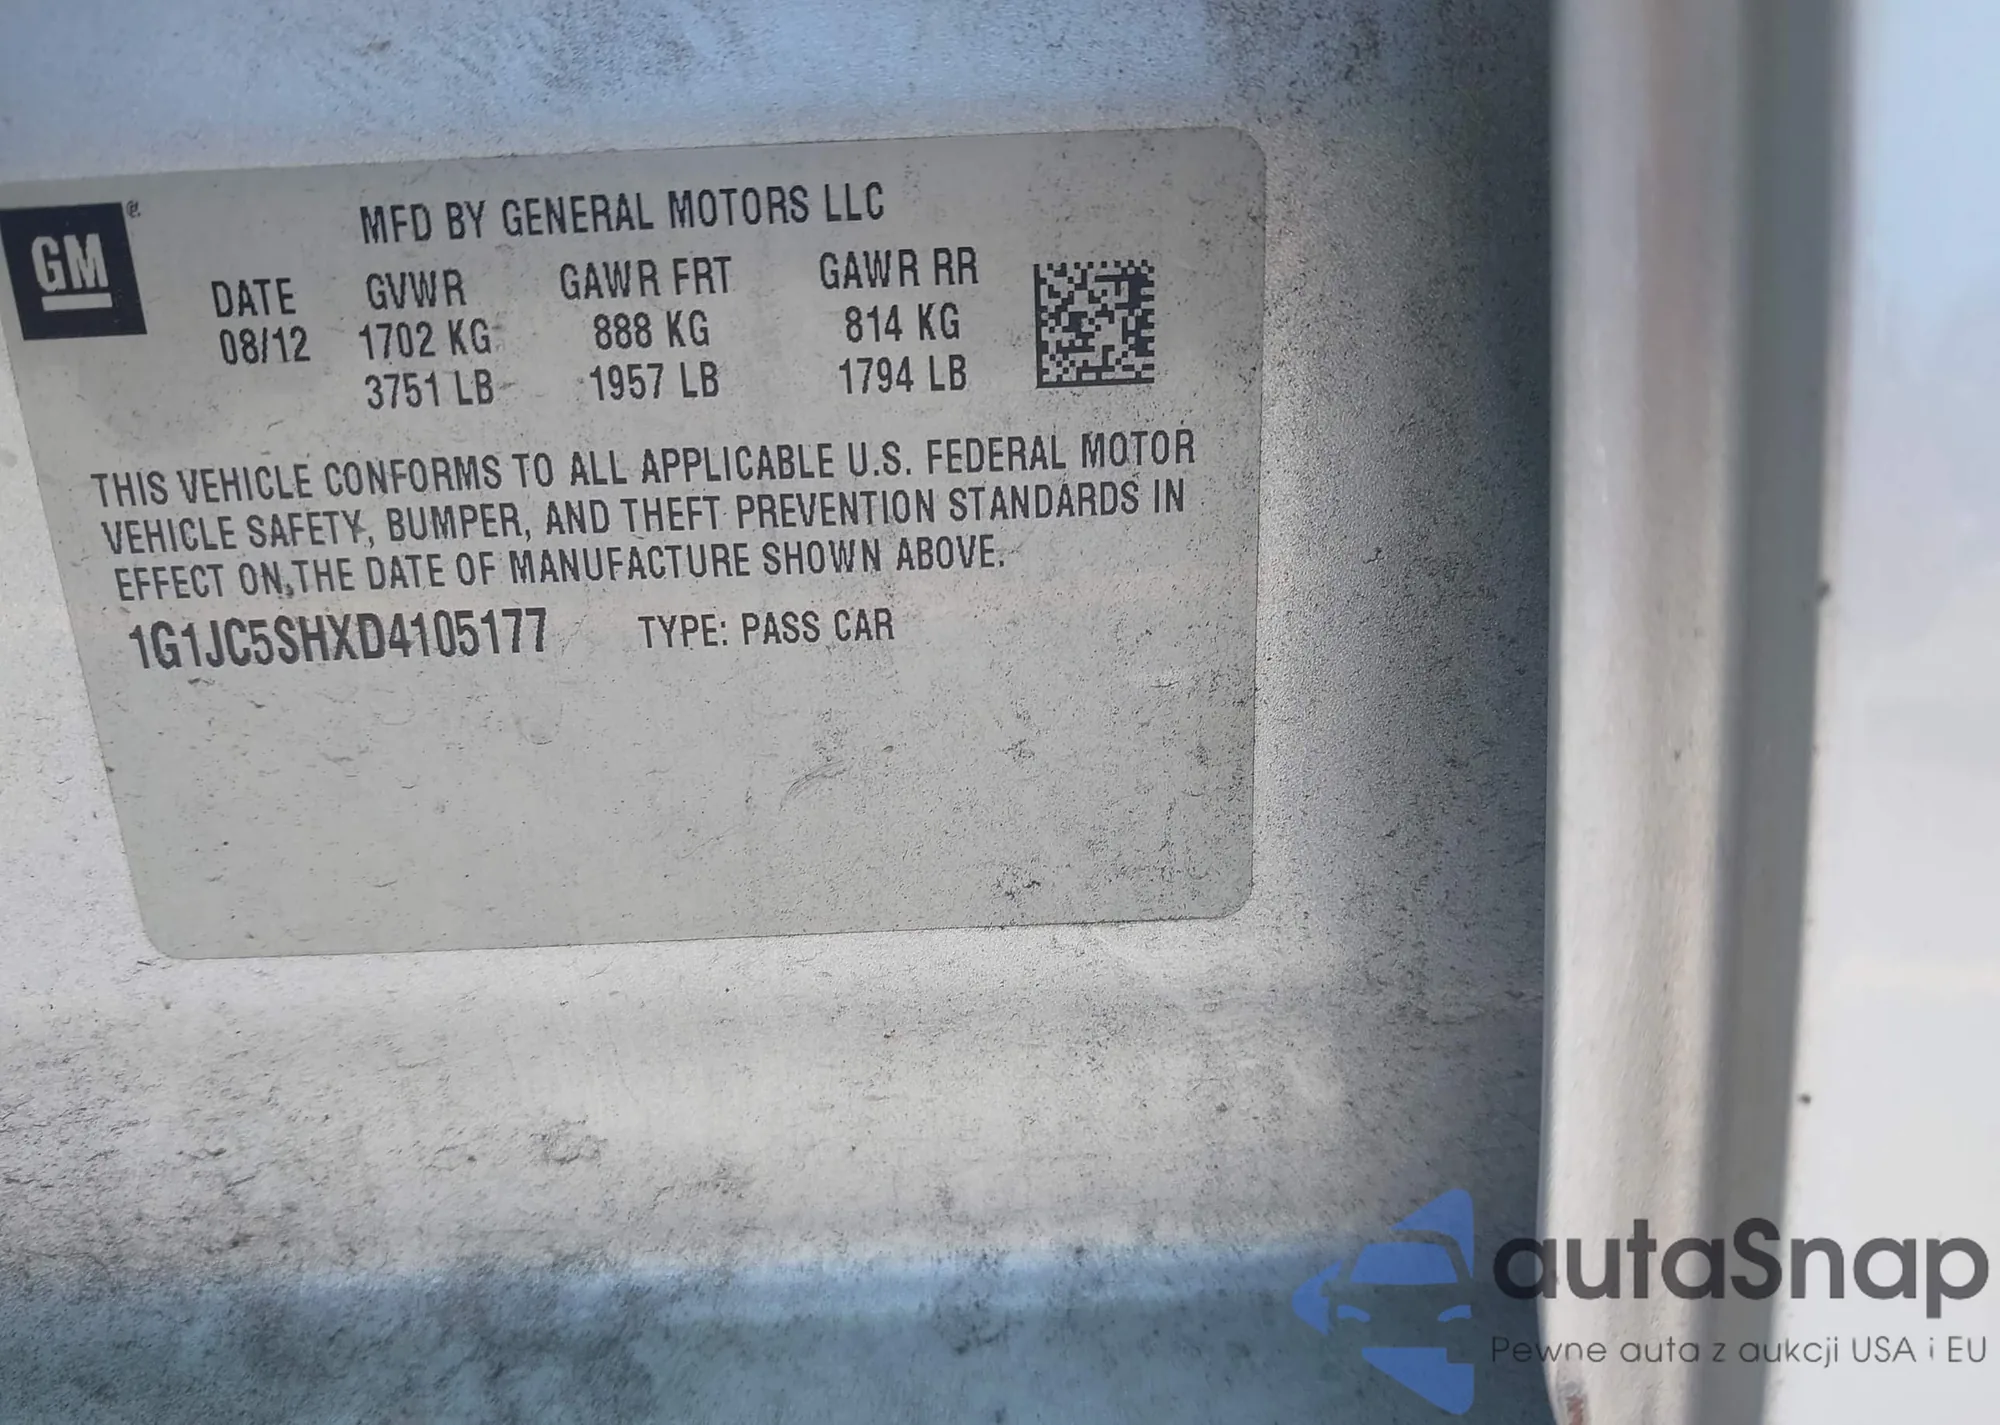 GM
MFD BY GENERAL MOTORS LLC
DATE GVWR GAWR FRT GAWR RR
08/12 1702 KG 888 KG 814 KG
3751 LB 1957 LB 1794 LB
THIS VEHICLE CONFORMS TO ALL APPLICABLE U.S. FEDERAL MOTOR
VEHICLE SAFETY, BUMPER, AND THEFT PREVENTION STANDARDS IN
EFFECT ON THE DATE OF MANUFACTURE SHOWN ABOVE.
1G1JC5SHXD4105177 TYPE: PASS CAR
autaSnap
Pewne auta z aukcji USA i EU